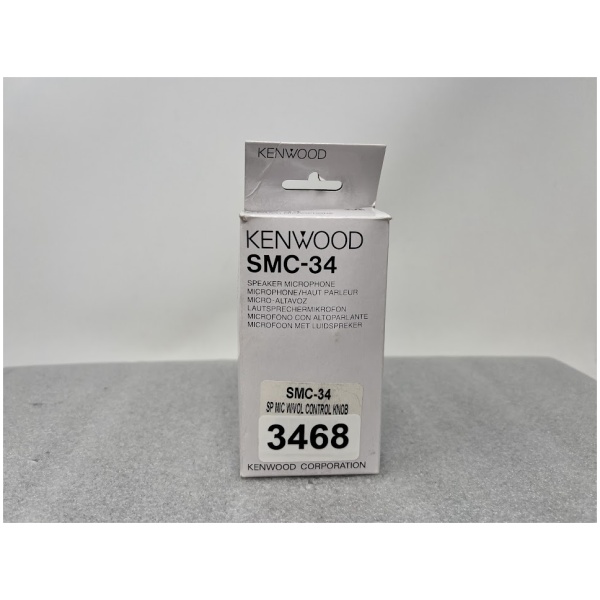 KENWOOD
KENWOOD
SMC-34
SPEAKER MICROPHONE
MICROPHONE/HAUT PARLEUR
MICRO-ALTAVOZ
LAUTSPRECHERMIKROFON
MICROFONO CON ALTOPARLANTE
MICROFOON MET LUIDSPREKER
SMC-34
SP MIC W/VOL CONTROL KNOB
3468
KENWOOD CORPORATION